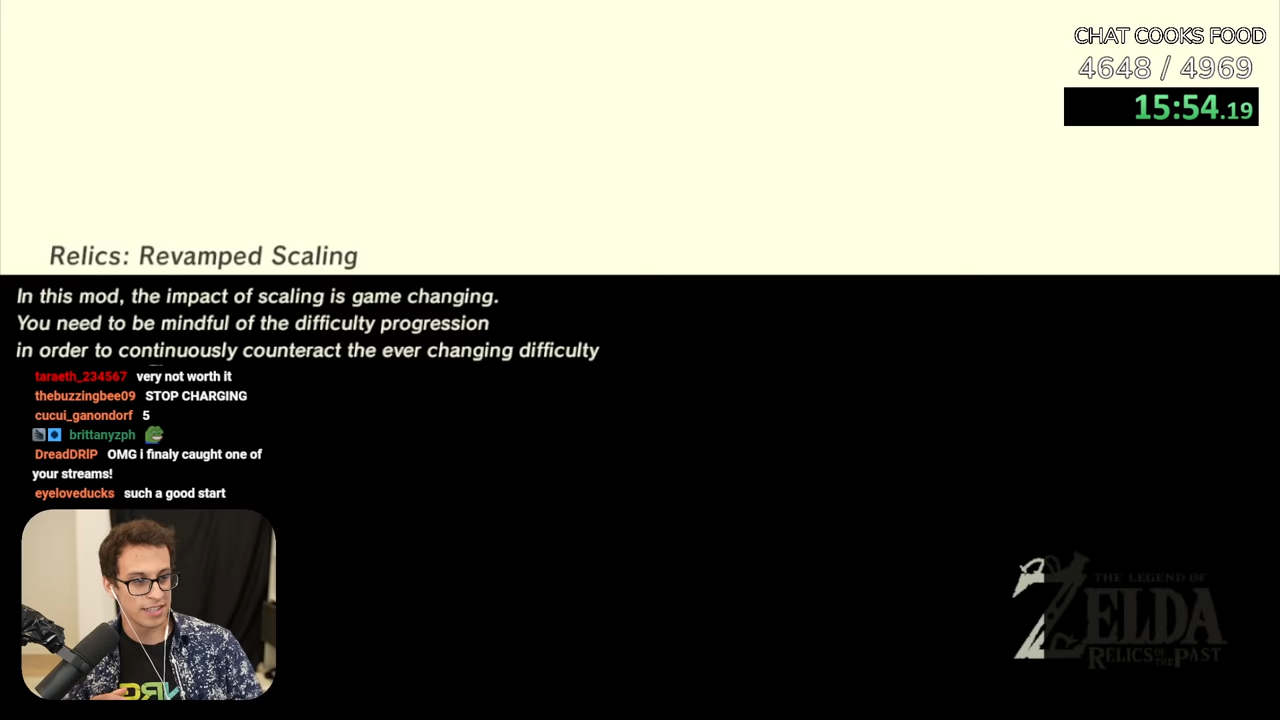 CHAT COOKS FOOD
4648 / 4969
15:54.19
Relics: Revamped Scaling
In this mod, the impact of scaling is game changing.
You need to be mindful of the difficulty progression
in order to continuously counteract the ever changing difficulty
taraeth_234567 very not worth it
thebuzzingbee09 STOP CHARGING
cucui_ganondorf 5
brittanyzph
DreadDRIP OMG i finaly caught one of
your streams!
eyeloveducks such a good start
THE LEGEND OF
ZELDA
RELICS OF THE PAST